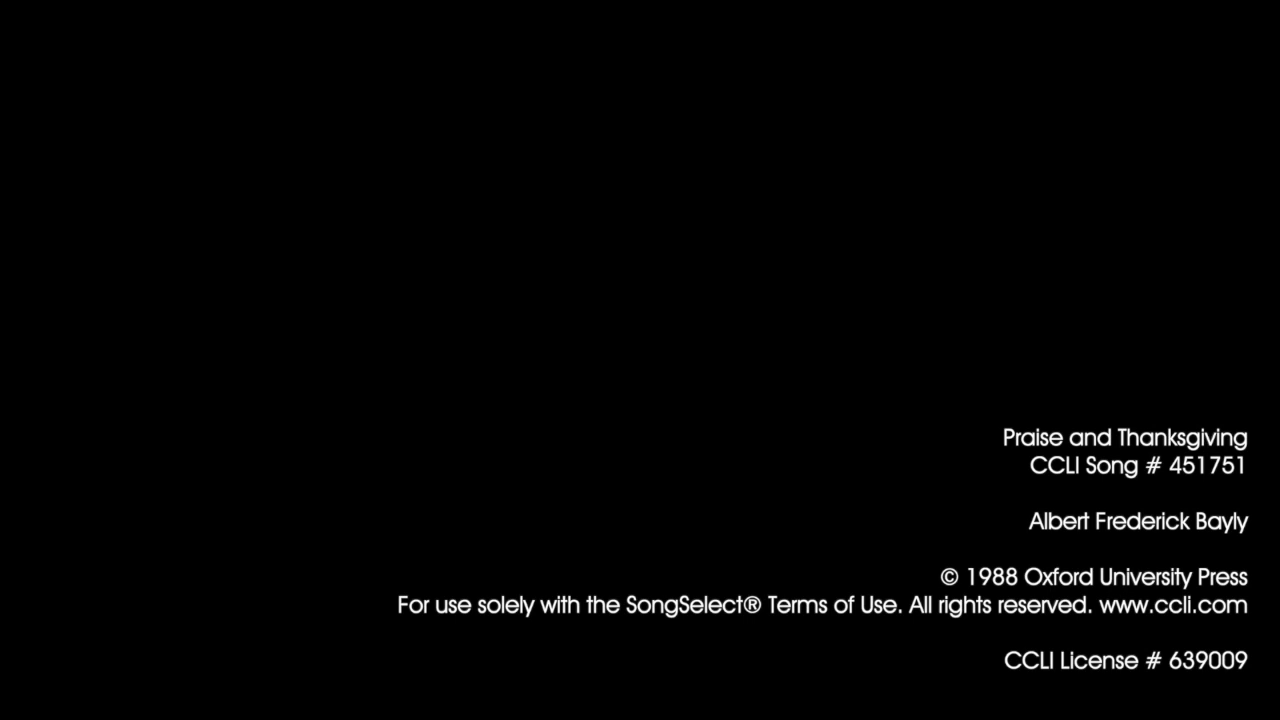 Praise and Thanksgiving
CCLI Song # 451751
Albert Frederick Bayly
© 1988 Oxford University Press
For use solely with the SongSelect® Terms of Use. All rights reserved. www.ccli.com
CCLI License # 639009